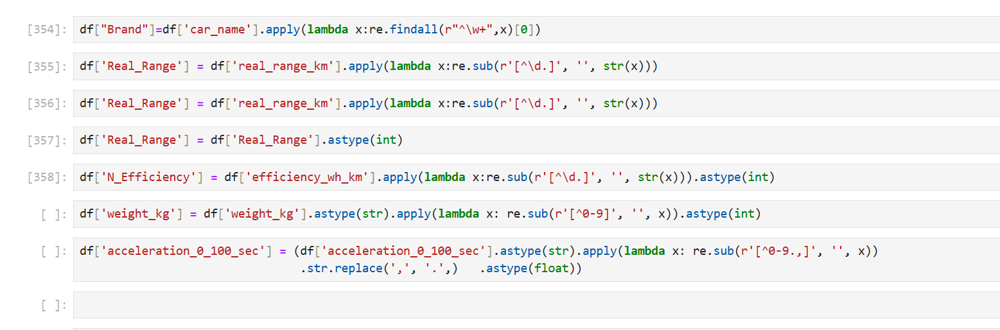 [354]: df["Brand"]=df['car_name'].apply(lambda x:re.findall(r"^\w+",x)[0])
[355]: df['Real_Range'] = df['real_range_km'].apply(lambda x:re.sub(r'[^\d.]', '', str(x)))
[356]: df['Real_Range'] = df['real_range_km'].apply(lambda x:re.sub(r'[^\d.]', '', str(x)))
[357]: df['Real_Range'] = df['Real_Range'].astype(int)
[358]: df['N_Efficiency'] = df['efficiency_wh_km'].apply(lambda x:re.sub(r'[^\d.]', '', str(x))).astype(int)
[ ]: df['weight_kg'] = df['weight_kg'].astype(str).apply(lambda x: re.sub(r'[^0-9]', '', x)).astype(int)
[ ]: df['acceleration_0_100_sec'] = (df['acceleration_0_100_sec'].astype(str).apply(lambda x: re.sub(r'[^0-9.,]', '', x))
.str.replace(',', '.',)   .astype(float))
[ ]: